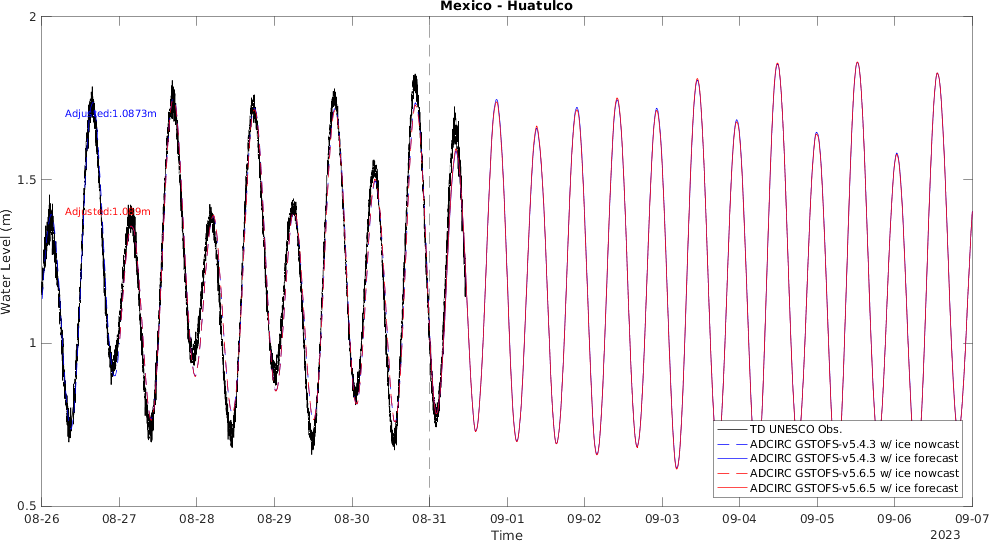 Mexico - Huatulco
2
1.5
1
0.5
Water Level (m)
Adjusted:1.0873m
Adjusted:1.099m
TD UNESCO Obs.
ADCIRC GSTOFS-v5.4.3 w/ ice nowcast
ADCIRC GSTOFS-v5.4.3 w/ ice forecast
ADCIRC GSTOFS-v5.6.5 w/ ice nowcast
ADCIRC GSTOFS-v5.6.5 w/ ice forecast
08-26 08-27 08-28 08-29 08-30 08-31 09-01 09-02 09-03 09-04 09-05 09-06 09-07
Time
2023